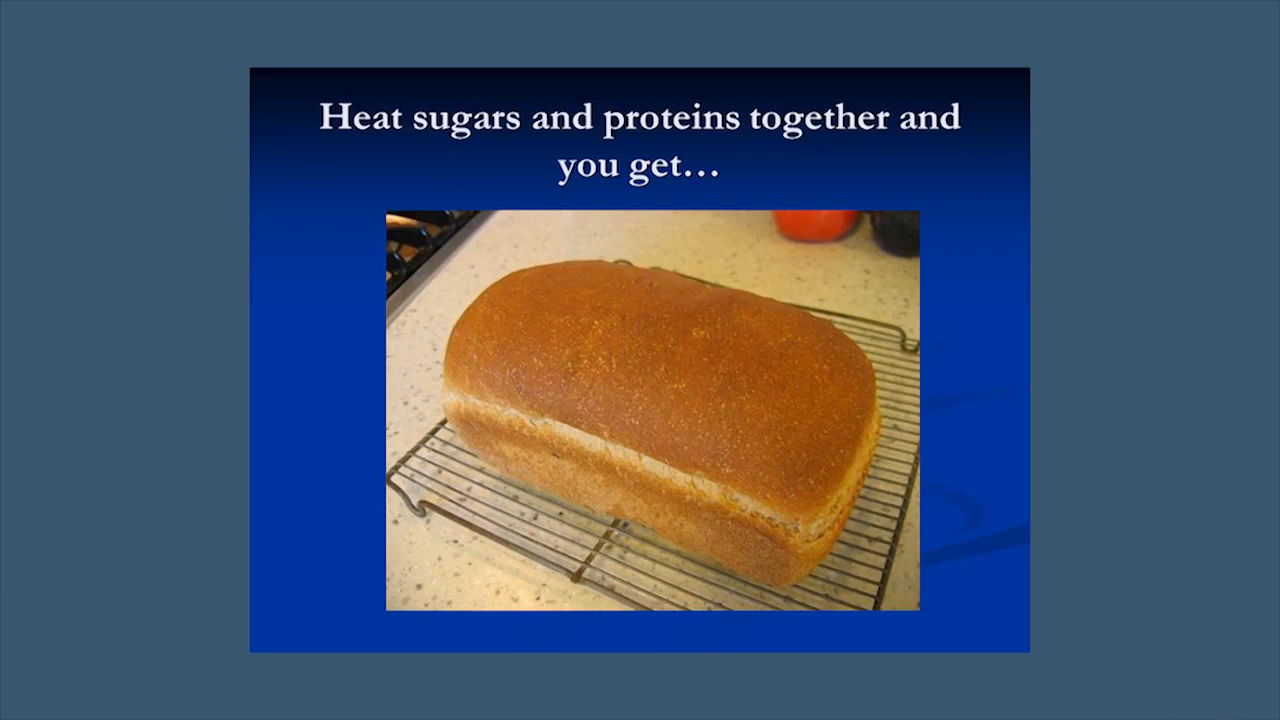 Heat sugars and proteins together and
you get…